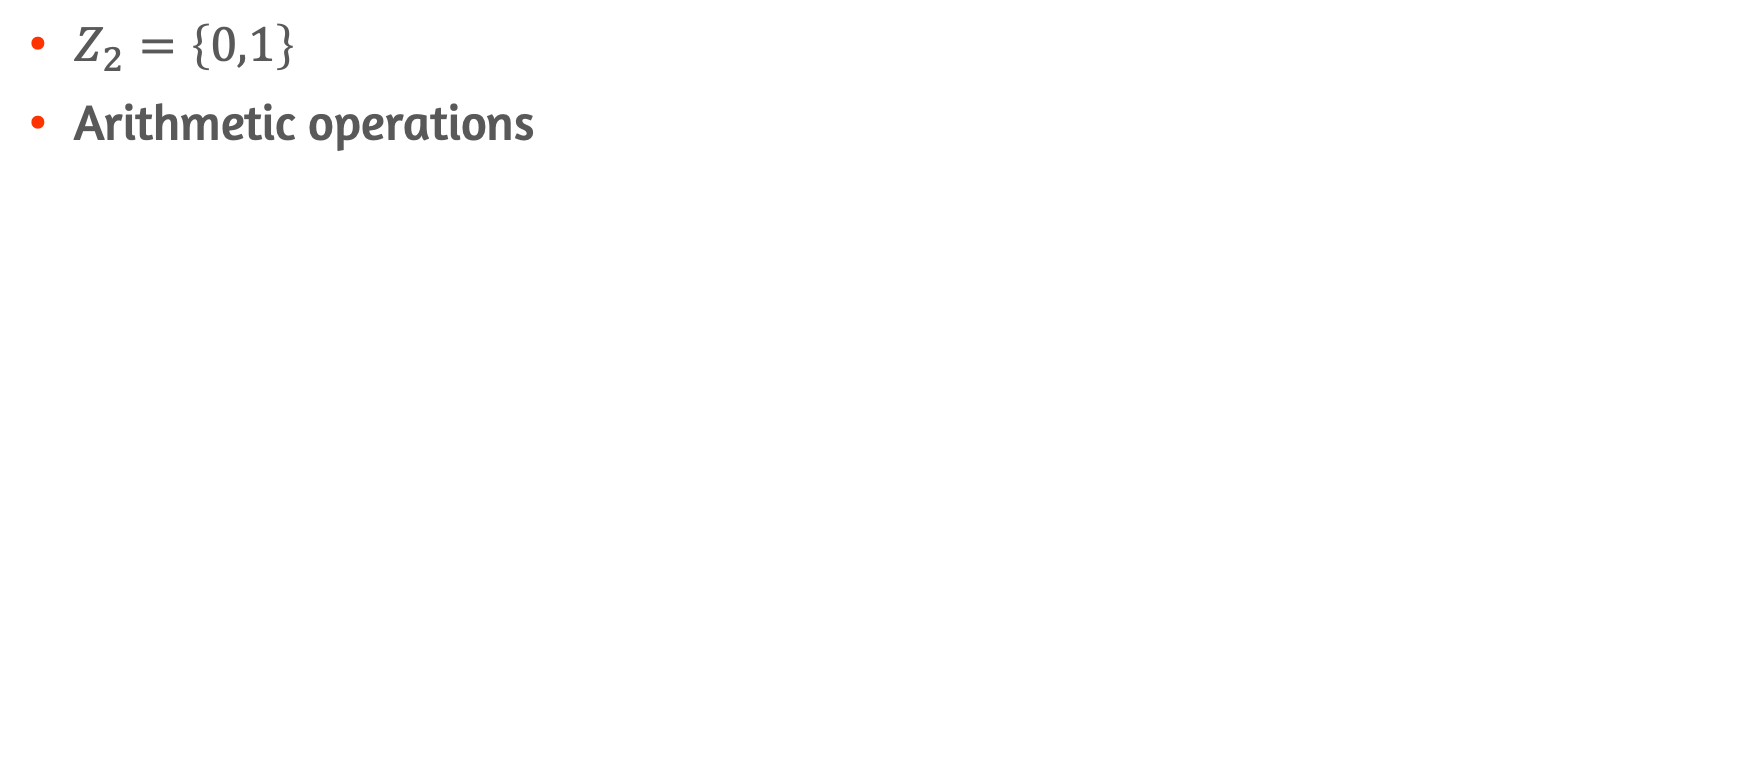 • Z₂ = {0,1}
• Arithmetic operations